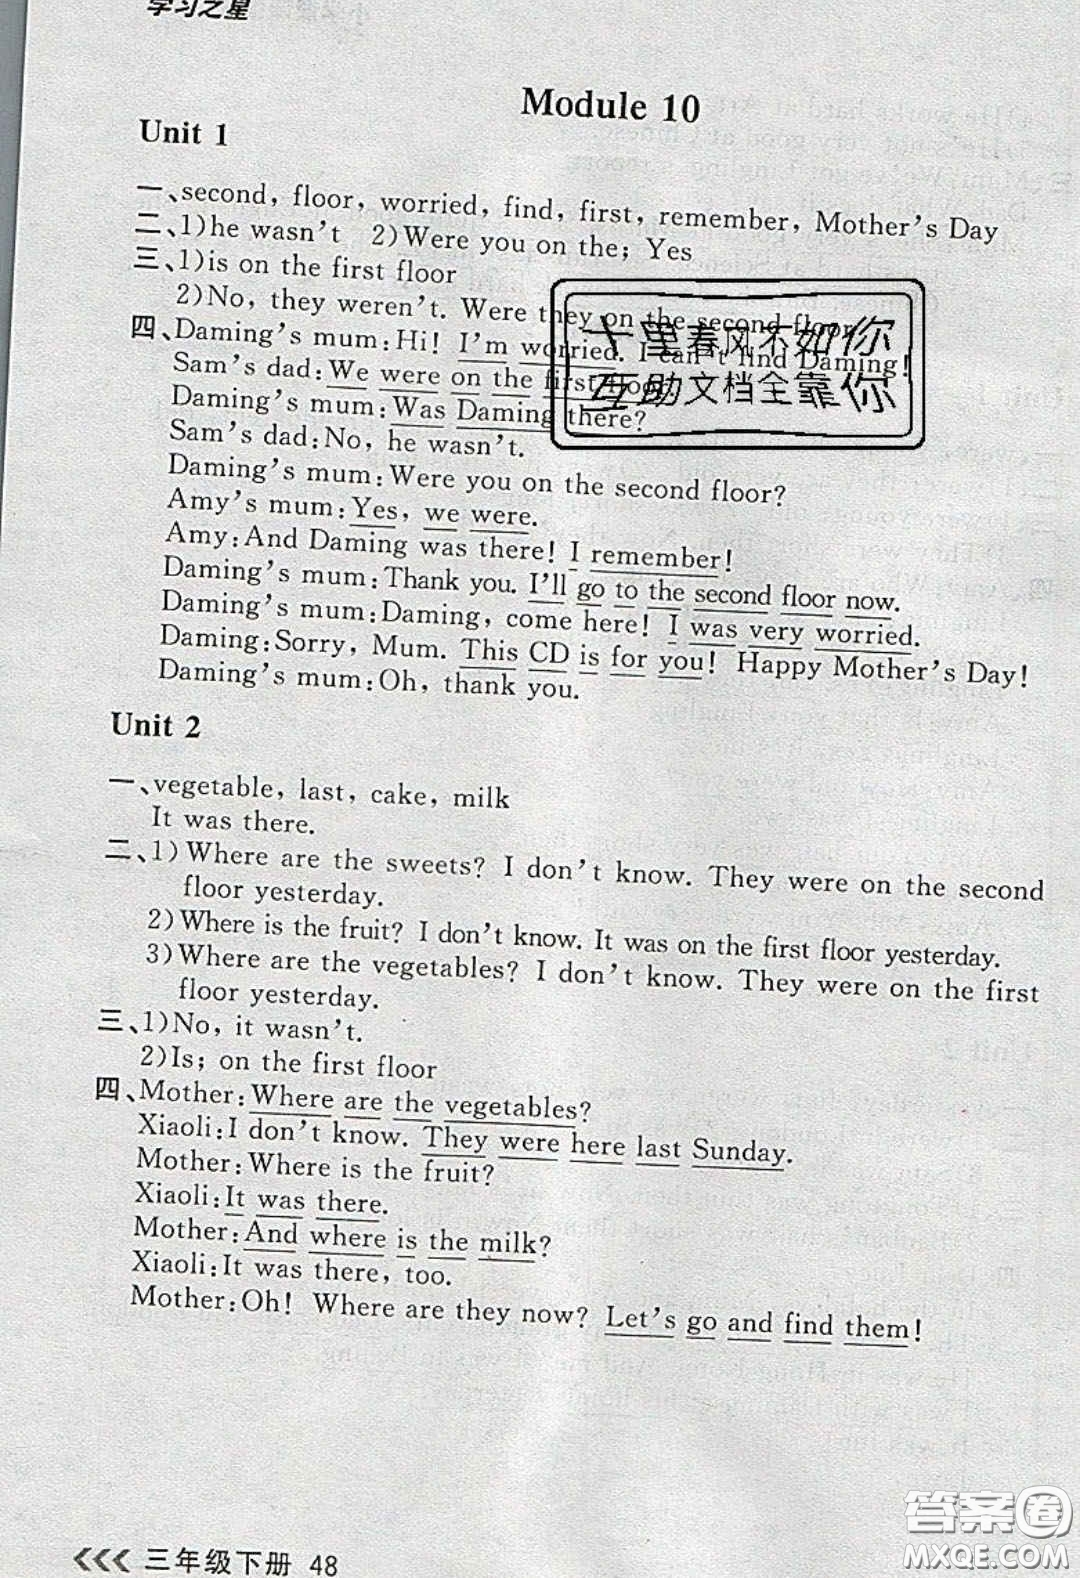 学习之星
Module 10
Unit 1
一、second, floor, worried, find, first, remember, Mother's Day
二、1)he wasn't 2)Were you on the; Yes
三、1)is on the first floor
2)No, they weren't. Were they on the second floor
四、Daming's mum:Hi! I'm worried. I can't find Daming!
Sam's dad:We were on the first floor.
Daming's mum:Was Daming there?
Sam's dad:No, he wasn't.
Daming's mum:Were you on the second floor?
Amy's mum:Yes, we were.
Amy:And Daming was there! I remember!
Daming's mum:Thank you. I'll go to the second floor now.
Daming's mum:Daming, come here! I was very worried.
Daming:Sorry, Mum. This CD is for you! Happy Mother's Day!
Daming's mum:Oh, thank you.
十里春风不如你
互助文档全靠你
Unit 2
一、vegetable, last, cake, milk
It was there.
二、1)Where are the sweets? I don't know. They were on the second
floor yesterday.
2)Where is the fruit? I don't know. It was on the first floor yesterday.
3)Where are the vegetables? I don't know. They were on the first
floor yesterday.
三、1)No, it wasn't.
2)Is; on the first floor
四、Mother:Where are the vegetables?
Xiaoli:I don't know. They were here last Sunday.
Mother:Where is the fruit?
Xiaoli:It was there.
Mother:And where is the milk?
Xiaoli:It was there, too.
Mother:Oh! Where are they now? Let's go and find them!
三年级下册 48
答案圈
MXQE.COM